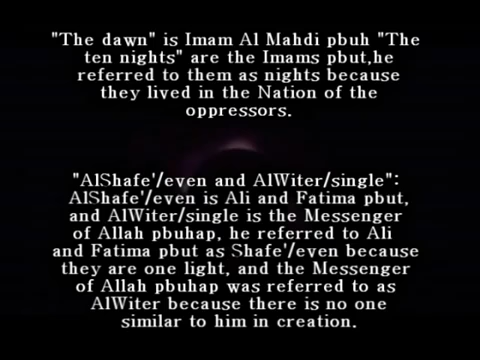 "The dawn" is Imam Al Mahdi pbuh "The
ten nights" are the Imams pbut,he
referred to them as nights because
they lived in the Nation of the
oppressors.
"AlShafe'/even and AlWiter/single":
AlShafe'/even is Ali and Fatima pbut,
and AlWiter/single is the Messenger
of Allah pbuhap, he referred to Ali
and Fatima pbut as Shafe'/even because
they are one light, and the Messenger
of Allah pbuhap was referred to as
AlWiter because there is no one
similar to him in creation.